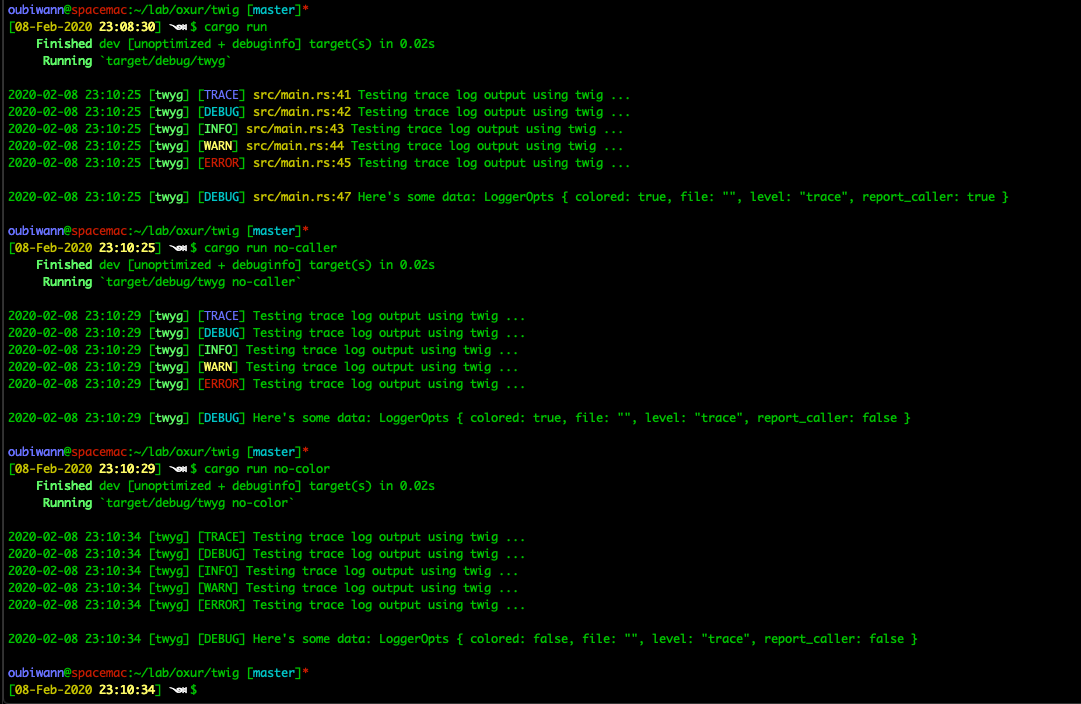 oubiwann@spacemac:~/lab/oxur/twig [master]*
[08-Feb-2020 23:08:30] $ cargo run
Finished dev [unoptimized + debuginfo] target(s) in 0.02s
Running `target/debug/twyg`
2020-02-08 23:10:25 [twyg] [TRACE] src/main.rs:41 Testing trace log output using twig ...
2020-02-08 23:10:25 [twyg] [DEBUG] src/main.rs:42 Testing trace log output using twig ...
2020-02-08 23:10:25 [twyg] [INFO] src/main.rs:43 Testing trace log output using twig ...
2020-02-08 23:10:25 [twyg] [WARN] src/main.rs:44 Testing trace log output using twig ...
2020-02-08 23:10:25 [twyg] [ERROR] src/main.rs:45 Testing trace log output using twig ...
2020-02-08 23:10:25 [twyg] [DEBUG] src/main.rs:47 Here's some data: LoggerOpts { colored: true, file: "", level: "trace", report_caller: true }
oubiwann@spacemac:~/lab/oxur/twig [master]*
[08-Feb-2020 23:10:25] $ cargo run no-caller
Finished dev [unoptimized + debuginfo] target(s) in 0.02s
Running `target/debug/twyg no-caller`
2020-02-08 23:10:29 [twyg] [TRACE] Testing trace log output using twig ...
2020-02-08 23:10:29 [twyg] [DEBUG] Testing trace log output using twig ...
2020-02-08 23:10:29 [twyg] [INFO] Testing trace log output using twig ...
2020-02-08 23:10:29 [twyg] [WARN] Testing trace log output using twig ...
2020-02-08 23:10:29 [twyg] [ERROR] Testing trace log output using twig ...
2020-02-08 23:10:29 [twyg] [DEBUG] Here's some data: LoggerOpts { colored: true, file: "", level: "trace", report_caller: false }
oubiwann@spacemac:~/lab/oxur/twig [master]*
[08-Feb-2020 23:10:29] $ cargo run no-color
Finished dev [unoptimized + debuginfo] target(s) in 0.02s
Running `target/debug/twyg no-color`
2020-02-08 23:10:34 [twyg] [TRACE] Testing trace log output using twig ...
2020-02-08 23:10:34 [twyg] [DEBUG] Testing trace log output using twig ...
2020-02-08 23:10:34 [twyg] [INFO] Testing trace log output using twig ...
2020-02-08 23:10:34 [twyg] [WARN] Testing trace log output using twig ...
2020-02-08 23:10:34 [twyg] [ERROR] Testing trace log output using twig ...
2020-02-08 23:10:34 [twyg] [DEBUG] Here's some data: LoggerOpts { colored: false, file: "", level: "trace", report_caller: false }
oubiwann@spacemac:~/lab/oxur/twig [master]*
[08-Feb-2020 23:10:34] $